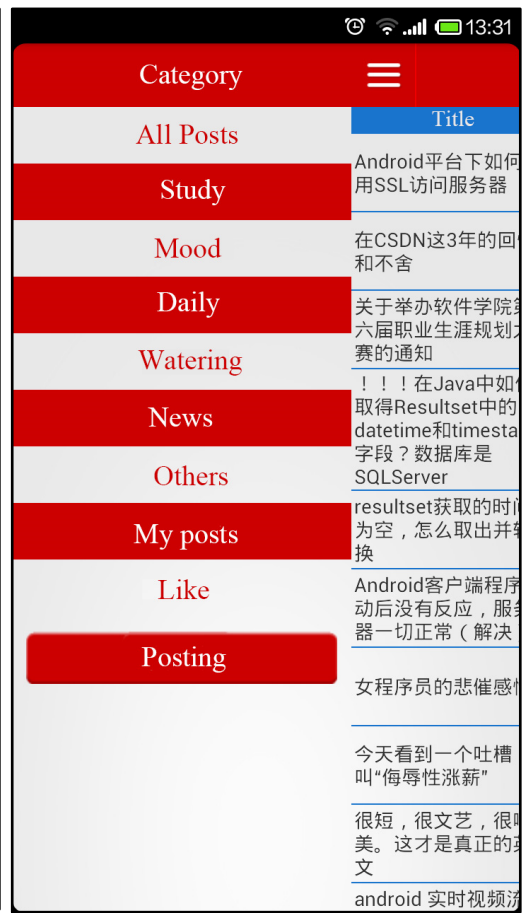 13:31
Category
All Posts
Study
Mood
Daily
Watering
News
Others
My posts
Like
Posting
Title
Android平台下如何
用SSL访问服务器
在CSDN这3年的回
和不舍
关于举办软件学院第
六届职业生涯规划大
赛的通知
！！！在Java中如何
取得Resultset中的
datetime和timesta
字段？数据库是
SQLServer
resultset获取的时间
为空，怎么取出并转
换
Android客户端程序
动后没有反应，服务
器一切正常（解决
女程序员的悲催感情
今天看到一个吐槽
叫“侮辱性涨薪”
很短，很文艺，很唯
美。这才是真正的英
文
android 实时视频流